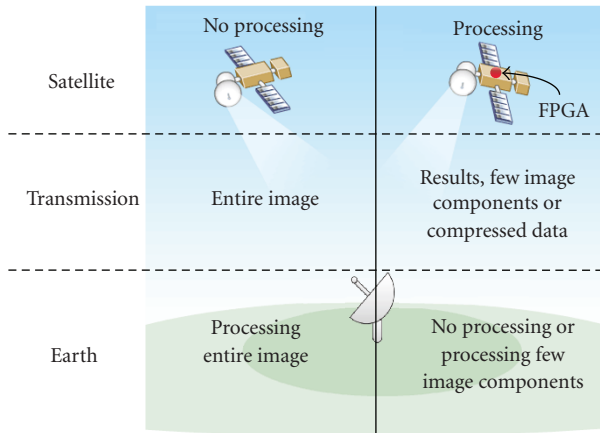 No processing
Processing
Satellite
FPGA
Transmission
Entire image
Results, few image
components or
compressed data
Earth
Processing
entire image
No processing or
processing few
image components